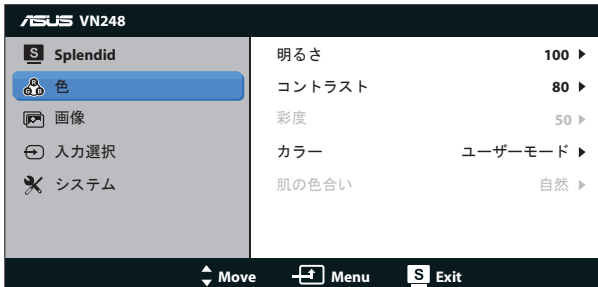 ASUS VN248
S Splendid
色
画像
入力選択
システム
明るさ 100
コントラスト 80
彩度 50
カラー ユーザーモード
肌の色合い 自然
Move Menu S Exit